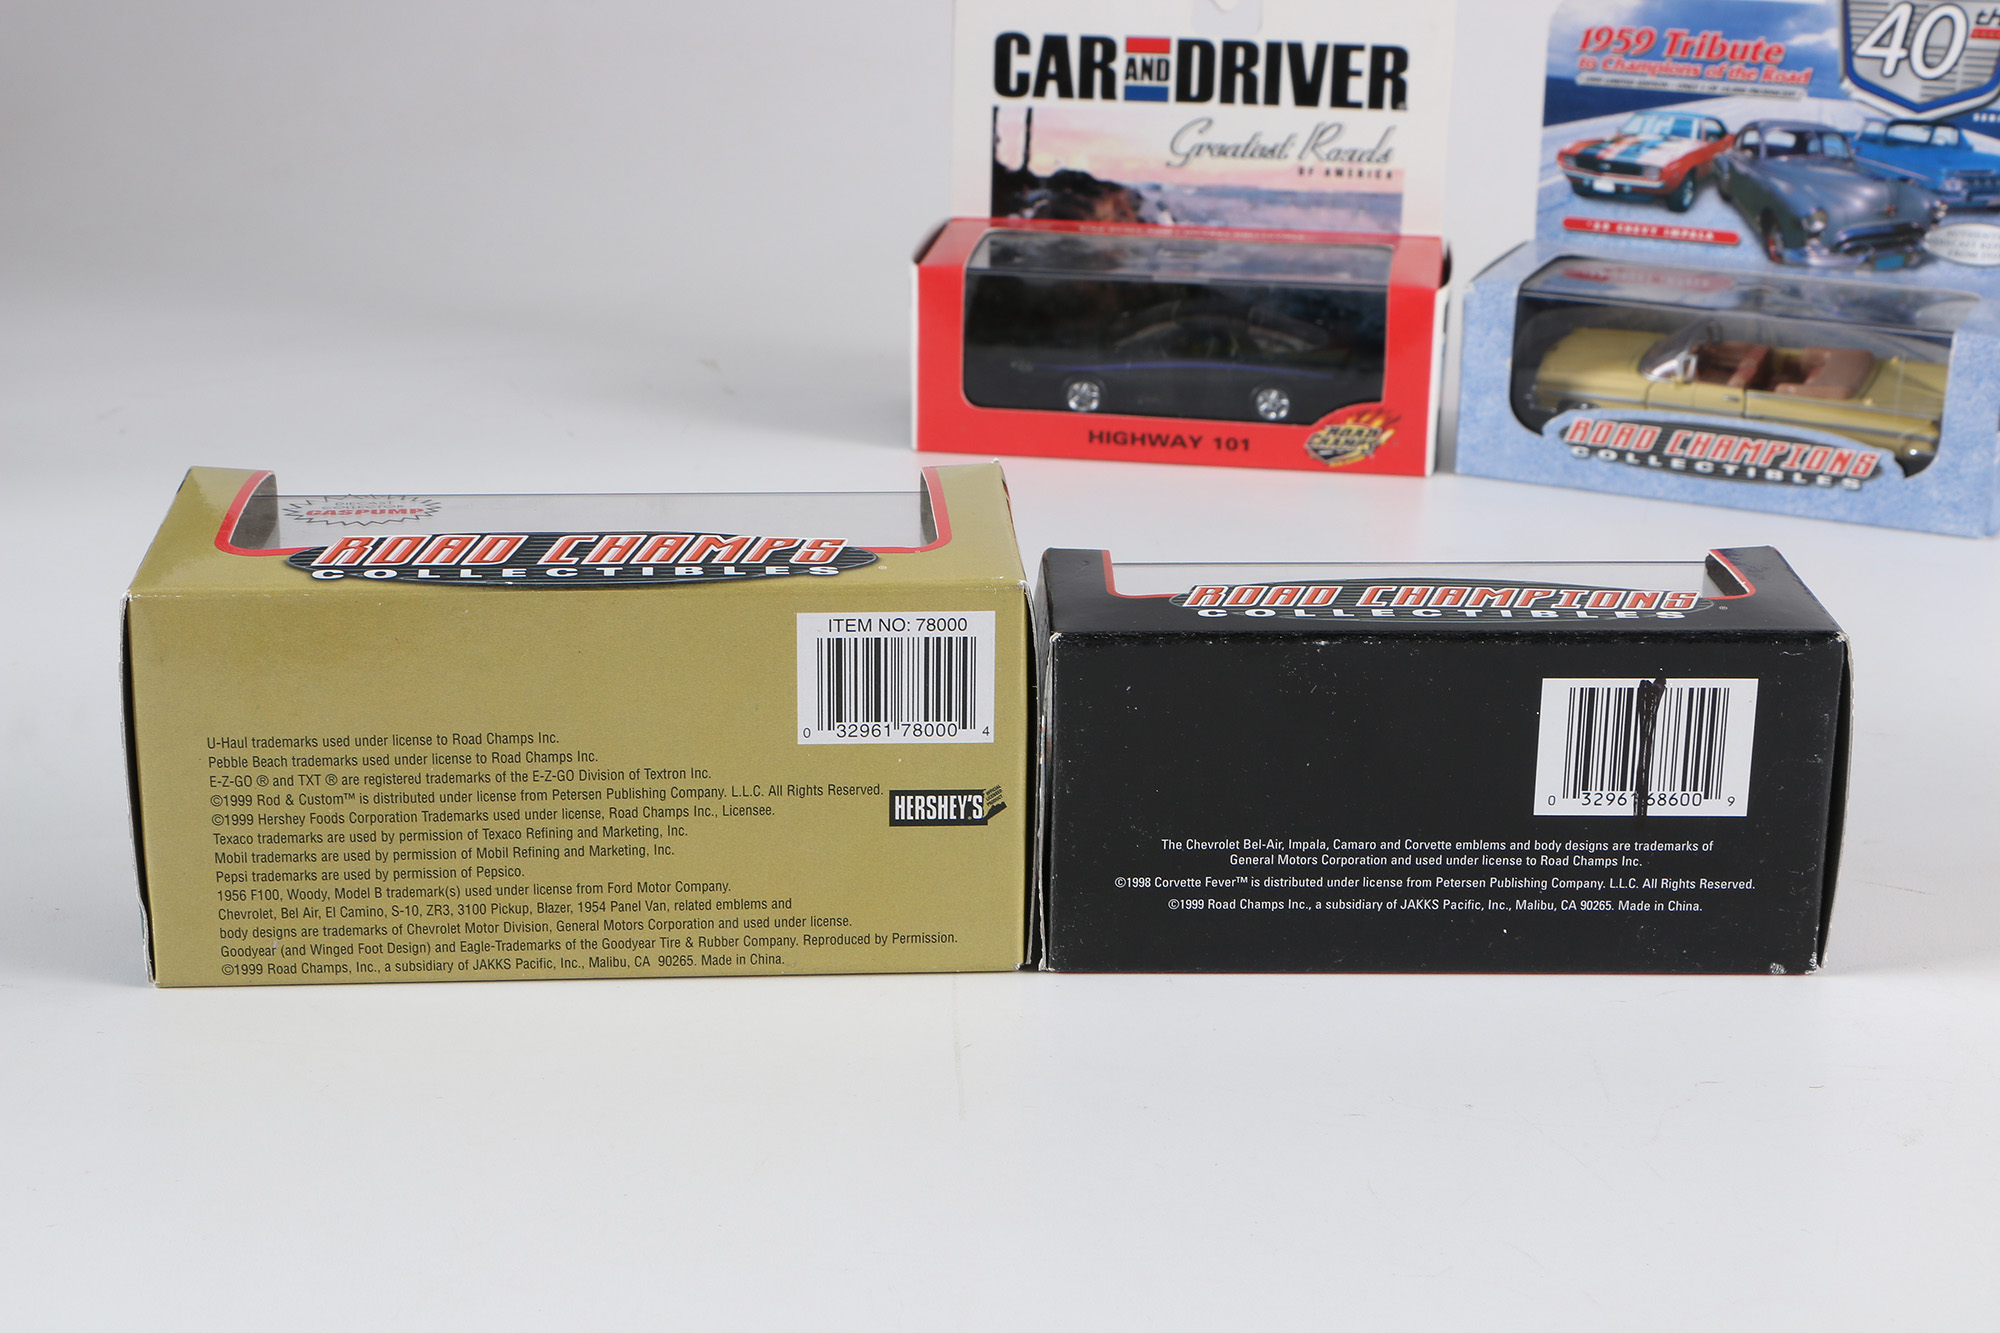 CAR AND DRIVER
Greatest Roads
OF AMERICA
HIGHWAY 101
ROAD CHAMPS
1959 Tribute
to Champions of the Road
40th
'59 CHEVY IMPALA
ROAD CHAMPIONS
COLLECTIBLES
DIECAST
COLLECTOR
GASPUMP
ROAD CHAMPS
COLLECTIBLES
ITEM NO: 78000
0 32961 78000 4
U-Haul trademarks used under license to Road Champs Inc.
Pebble Beach trademarks used under license to Road Champs Inc.
E-Z-GO ® and TXT ® are registered trademarks of the E-Z-GO Division of Textron Inc.
©1999 Rod & Custom™ is distributed under license from Petersen Publishing Company. L.L.C. All Rights Reserved.
©1999 Hershey Foods Corporation Trademarks used under license, Road Champs Inc., Licensee.
HERSHEY'S
Texaco trademarks are used by permission of Texaco Refining and Marketing, Inc.
Mobil trademarks are used by permission of Mobil Refining and Marketing, Inc.
Pepsi trademarks are used by permission of Pepsico.
1956 F100, Woody, Model B trademark(s) used under license from Ford Motor Company.
Chevrolet, Bel Air, El Camino, S-10, ZR3, 3100 Pickup, Blazer, 1954 Panel Van, related emblems and
body designs are trademarks of Chevrolet Motor Division, General Motors Corporation and used under license.
Goodyear (and Winged Foot Design) and Eagle-Trademarks of the Goodyear Tire & Rubber Company. Reproduced by Permission.
©1999 Road Champs, Inc., a subsidiary of JAKKS Pacific, Inc., Malibu, CA 90265. Made in China.
ROAD CHAMPIONS
COLLECTIBLES
0 32961 68600 9
The Chevrolet Bel-Air, Impala, Camaro and Corvette emblems and body designs are trademarks of
General Motors Corporation and used under license to Road Champs Inc.
©1998 Corvette Fever™ is distributed under license from Petersen Publishing Company. L.L.C. All Rights Reserved.
©1999 Road Champs Inc., a subsidiary of JAKKS Pacific, Inc., Malibu, CA 90265. Made in China.